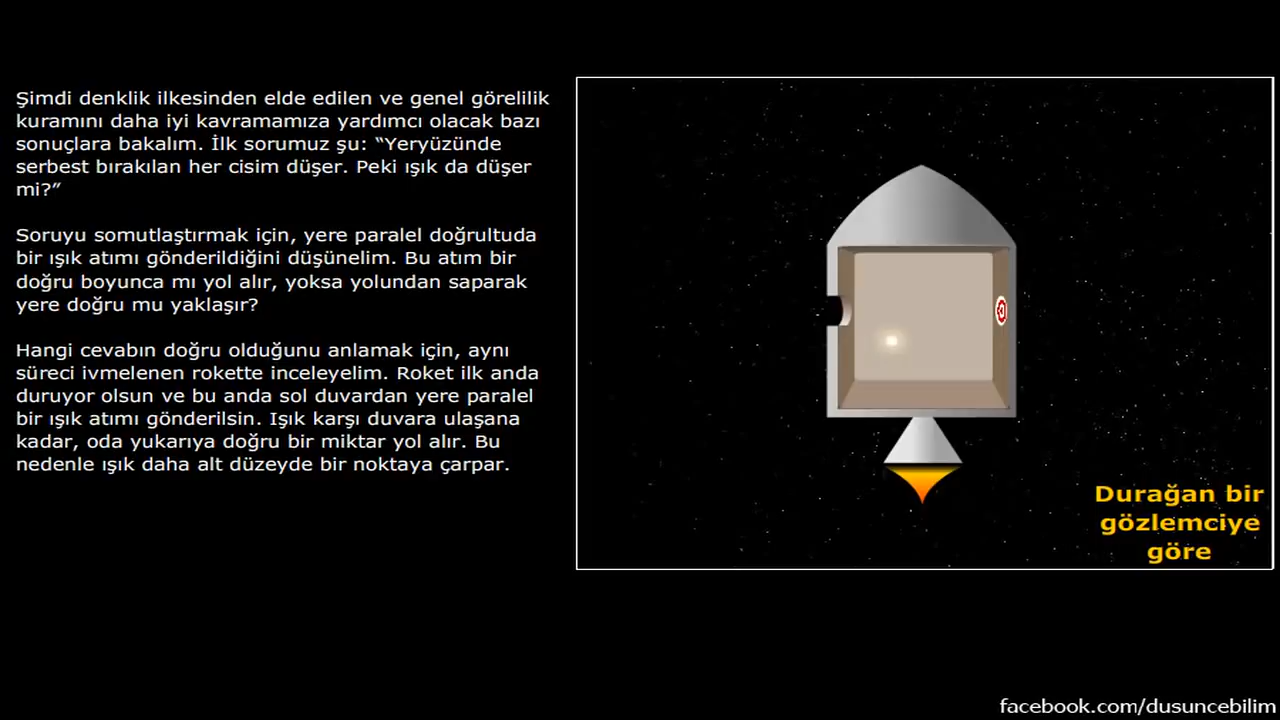 Şimdi denklik ilkesinden elde edilen ve genel görelilik
kuramını daha iyi kavramamıza yardımcı olacak bazı
sonuçlara bakalım. İlk sorumuz şu: “Yeryüzünde
serbest bırakılan her cisim düşer. Peki ışık da düşer
mi?”
Soruyu somutlaştırmak için, yere paralel doğrultuda
bir ışık atımı gönderildiğini düşünelim. Bu atım bir
doğru boyunca mı yol alır, yoksa yolundan saparak
yere doğru mu yaklaşır?
Hangi cevabın doğru olduğunu anlamak için, aynı
süreci ivmelenen rokette inceleyelim. Roket ilk anda
duruyor olsun ve bu anda sol duvardan yere paralel
bir ışık atımı gönderilsin. Işık karşı duvara ulaşana
kadar, oda yukarıya doğru bir miktar yol alır. Bu
nedenle ışık daha alt düzeyde bir noktaya çarpar.
Durağan bir
gözlemciye
göre
facebook.com/dusuncebilim